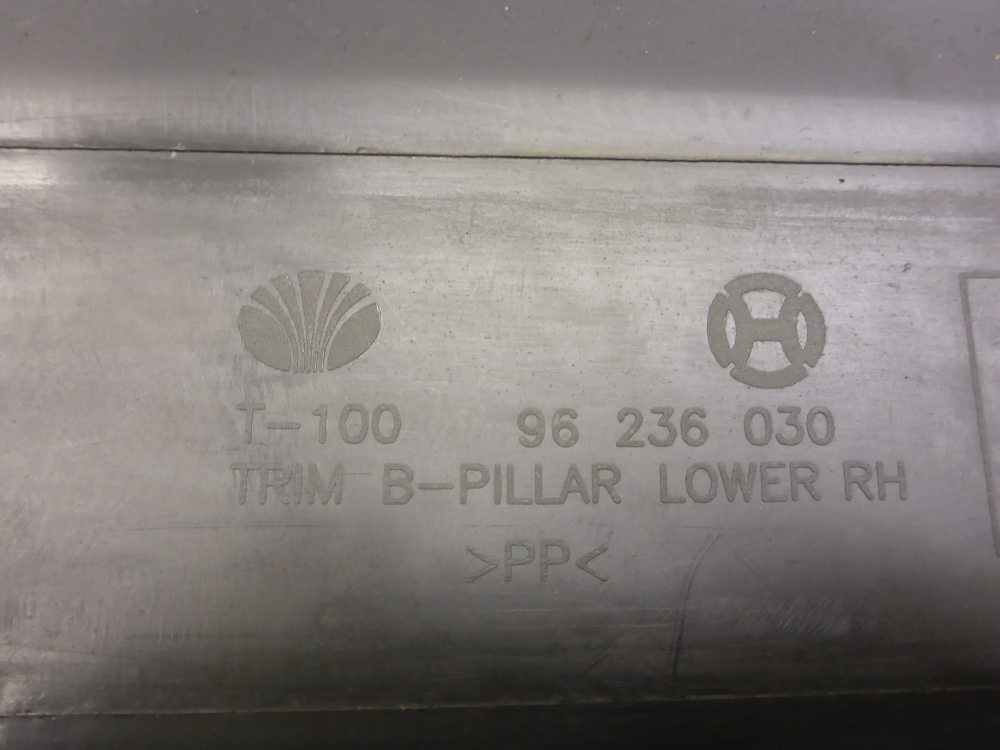 T-100 96 236 030
TRIM B-PILLAR LOWER RH
>PP<